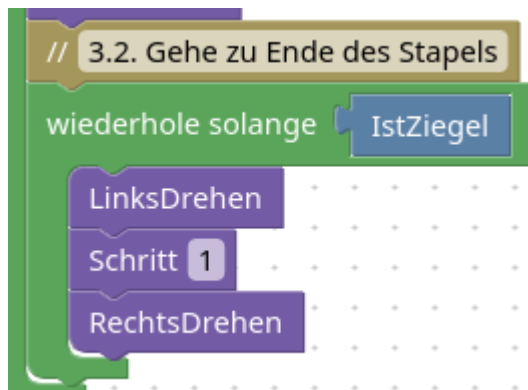 // 3.2. Gehe zu Ende des Stapels
wiederhole solange IstZiegel
LinksDrehen
Schritt 1
RechtsDrehen